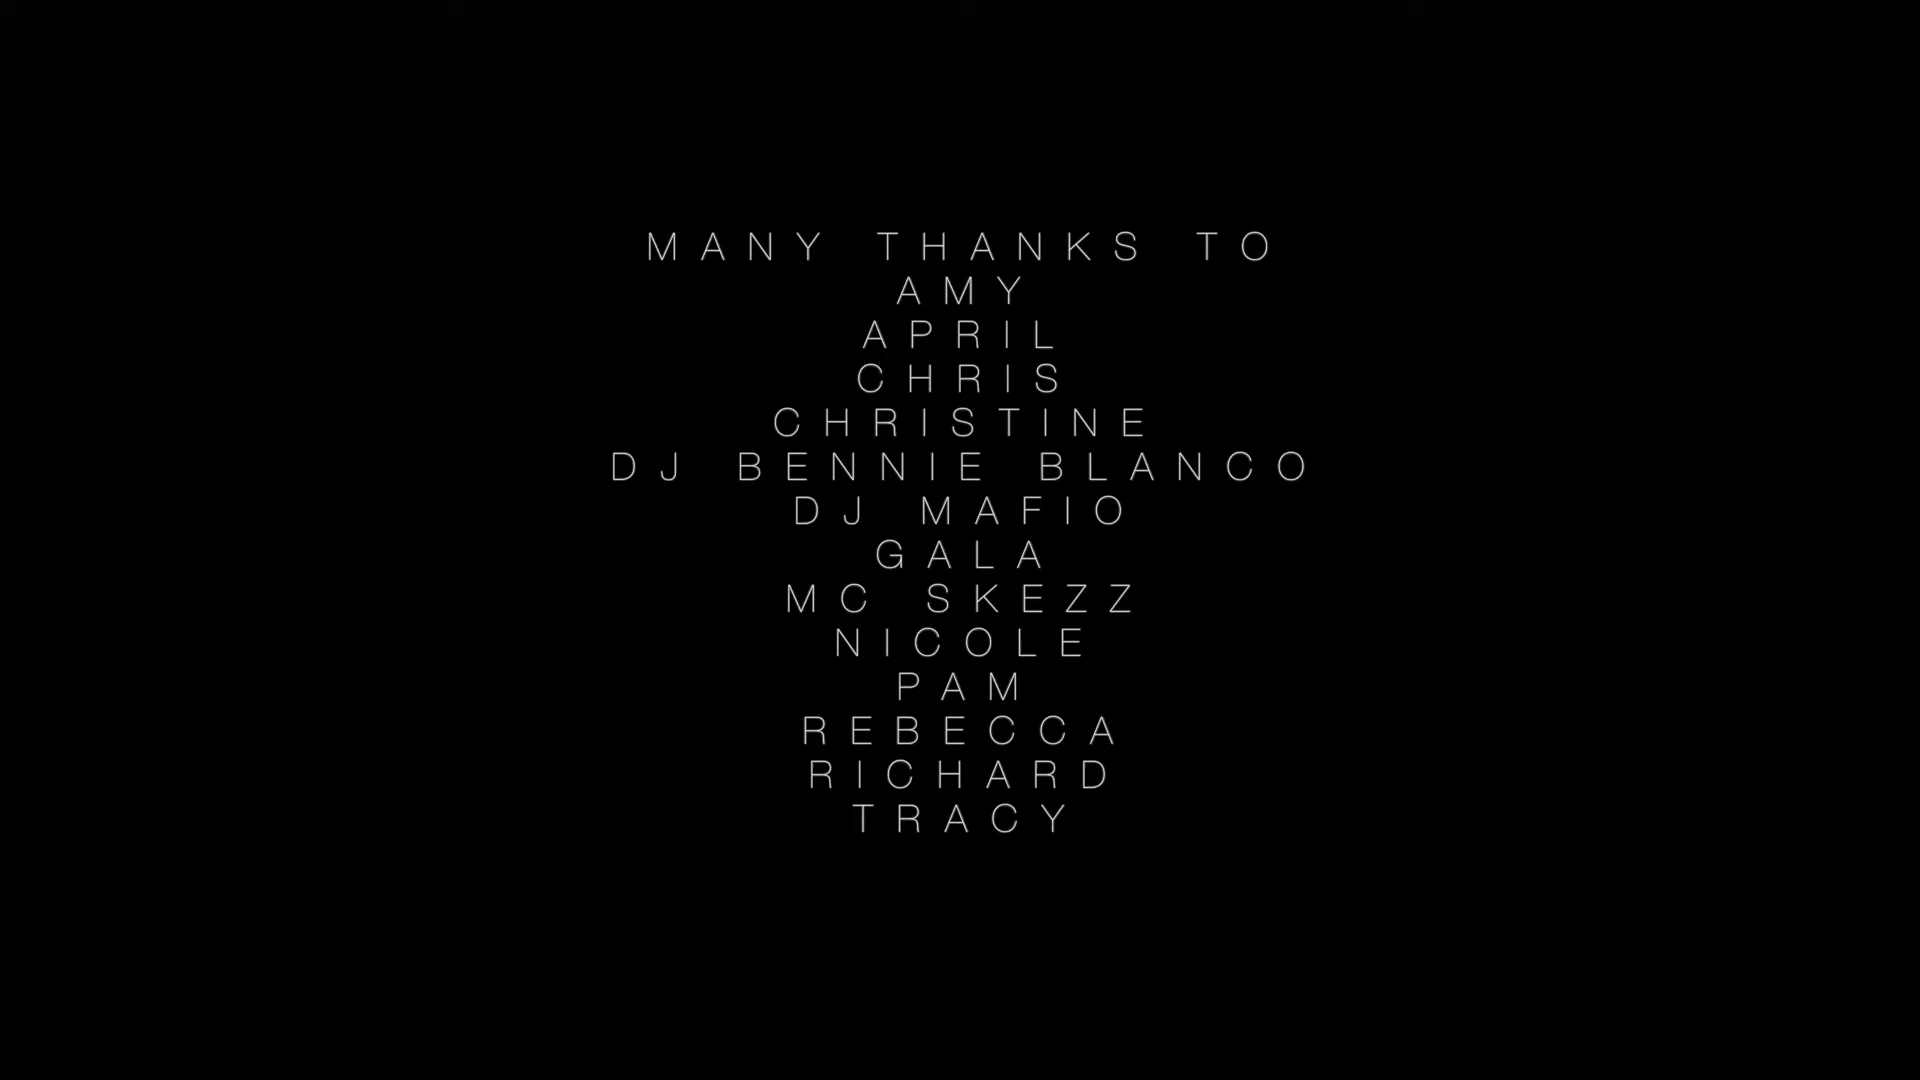 MANY THANKS TO
AMY
APRIL
CHRIS
CHRISTINE
DJ BENNIE BLANCO
DJ MAFIO
GALA
MC SKEZZ
NICOLE
PAM
REBECCA
RICHARD
TRACY